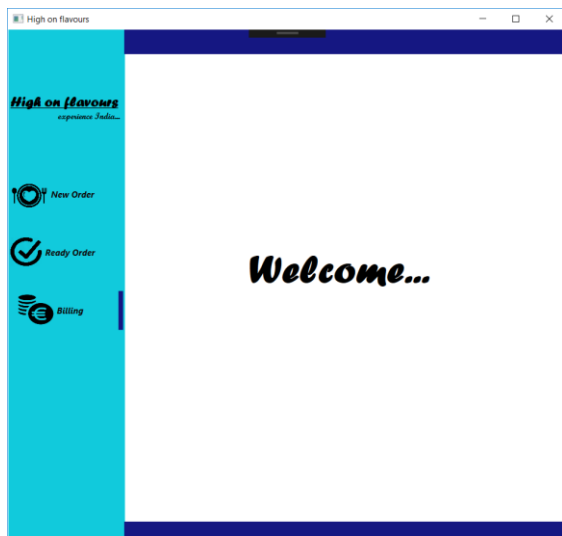 High on flavours
High on flavours
experience India...
New Order
Ready Order
Billing
Welcome...